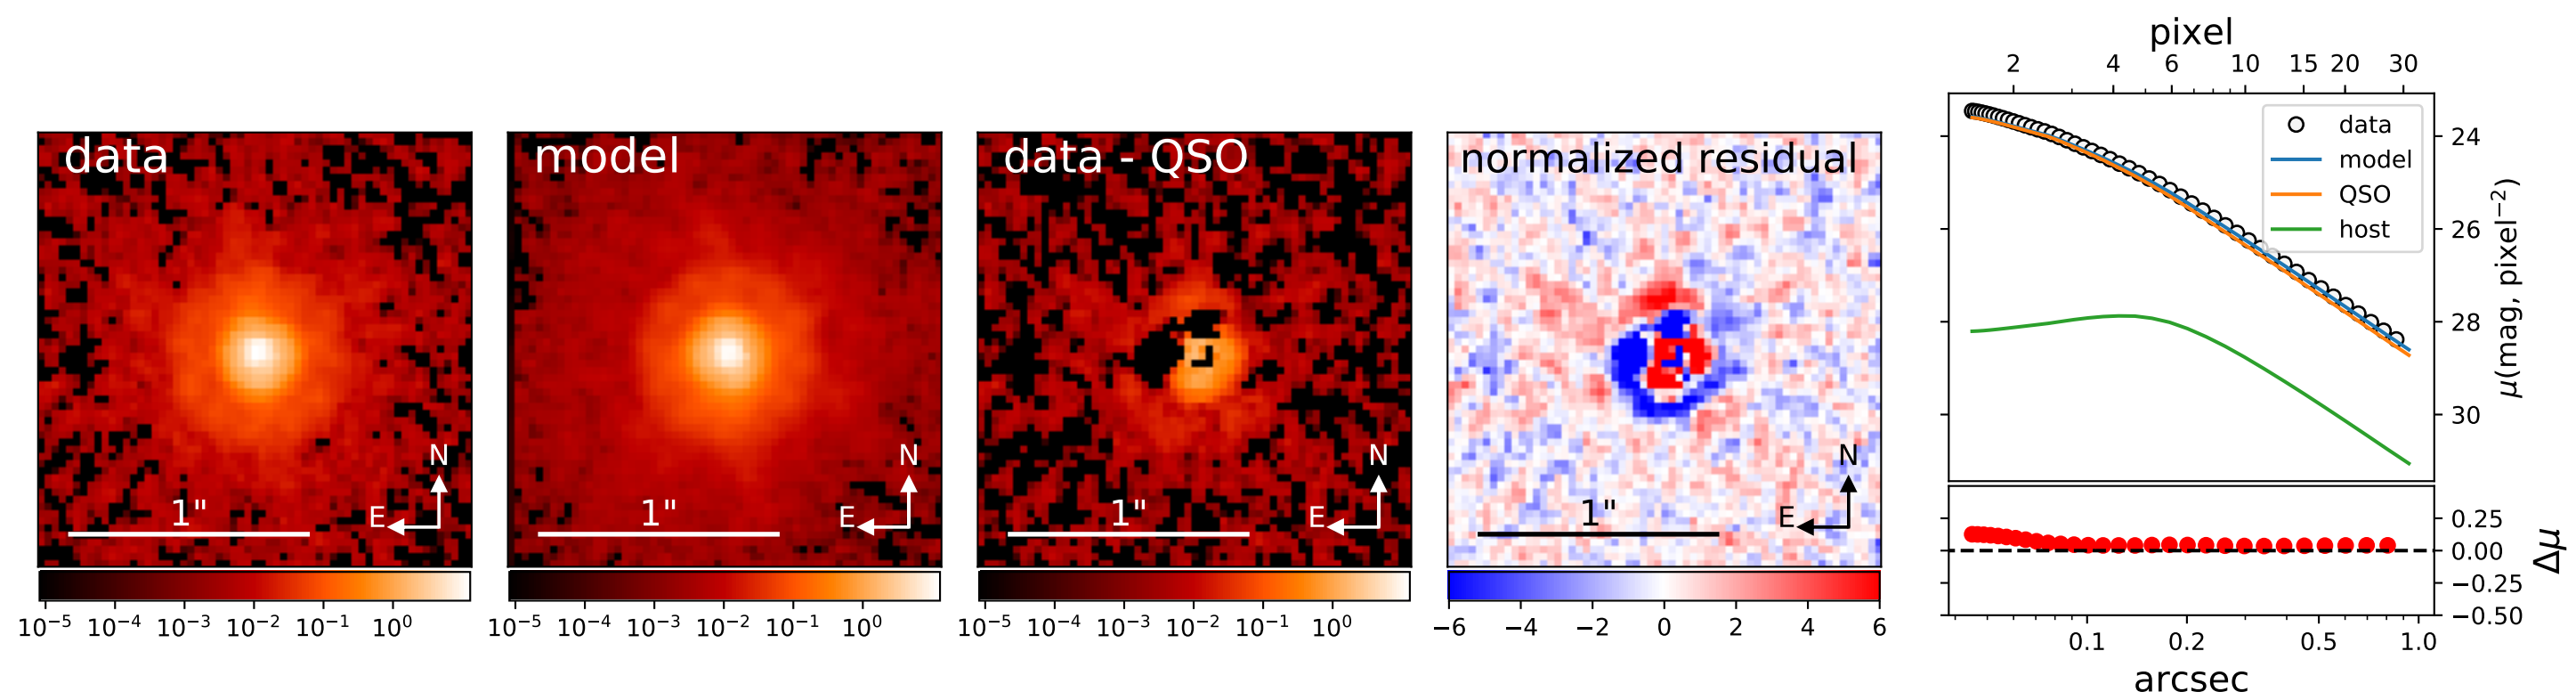 data
N
E
1"
10⁻⁵ 10⁻⁴ 10⁻³ 10⁻² 10⁻¹ 10⁰
model
N
E
1"
10⁻⁵ 10⁻⁴ 10⁻³ 10⁻² 10⁻¹ 10⁰
data - QSO
N
E
1"
10⁻⁵ 10⁻⁴ 10⁻³ 10⁻² 10⁻¹ 10⁰
normalized residual
N
E
1"
−6 −4 −2 0 2 4 6
pixel
2 4 6 10 15 20 30
data
model
QSO
host
24
26
28
30
μ(mag, pixel⁻²)
0.25
0.00
−0.25
−0.50
Δμ
0.1 0.2 0.5 1.0
arcsec